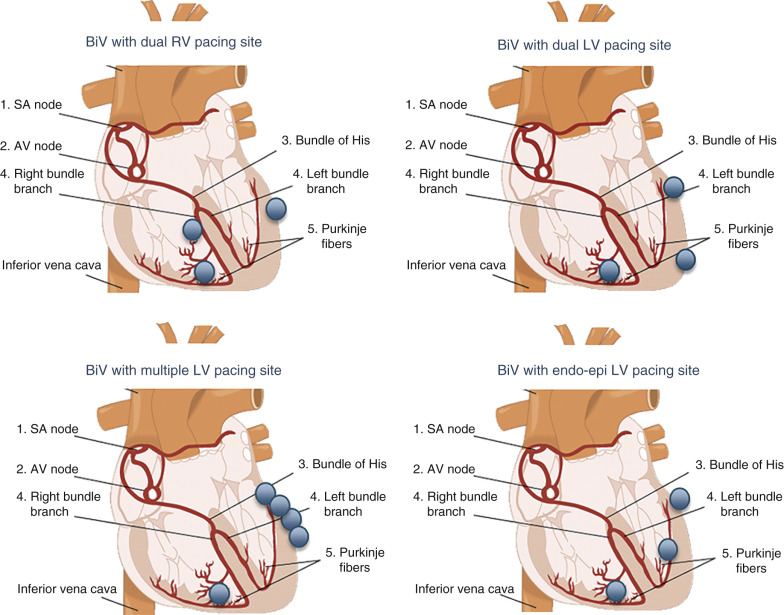 BiV with dual RV pacing site
1. SA node
2. AV node
4. Right bundle
branch
3. Bundle of His
4. Left bundle
branch
5. Purkinje
fibers
Inferior vena cava
BiV with dual LV pacing site
1. SA node
2. AV node
4. Right bundle
branch
3. Bundle of His
4. Left bundle
branch
5. Purkinje
fibers
Inferior vena cava
BiV with multiple LV pacing site
1. SA node
2. AV node
4. Right bundle
branch
3. Bundle of His
4. Left bundle
branch
5. Purkinje
fibers
Inferior vena cava
BiV with endo-epi LV pacing site
1. SA node
2. AV node
4. Right bundle
branch
3. Bundle of His
4. Left bundle
branch
5. Purkinje
fibers
Inferior vena cava